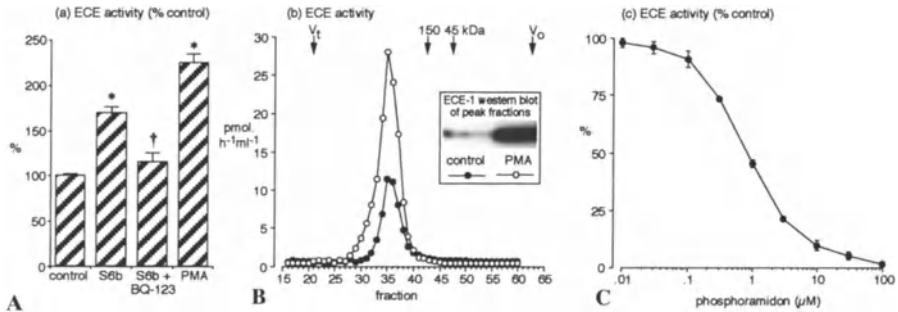 (a) ECE activity (% control)
250
200
%
150
100
50
0
*
†
*
control S6b S6b + BQ-123 PMA
A
(b) ECE activity
Vt 150 45 kDa Vo
30
25
20
pmol. h⁻¹ml⁻¹
15
10
5
0
ECE-1 western blot
of peak fractions
control PMA
15 20 25 30 35 40 45 50 55 60 65
fraction
B
(c) ECE activity (% control)
100
75
%
50
25
0
.01 .1 1 10 100
phosphoramidon (µM)
C